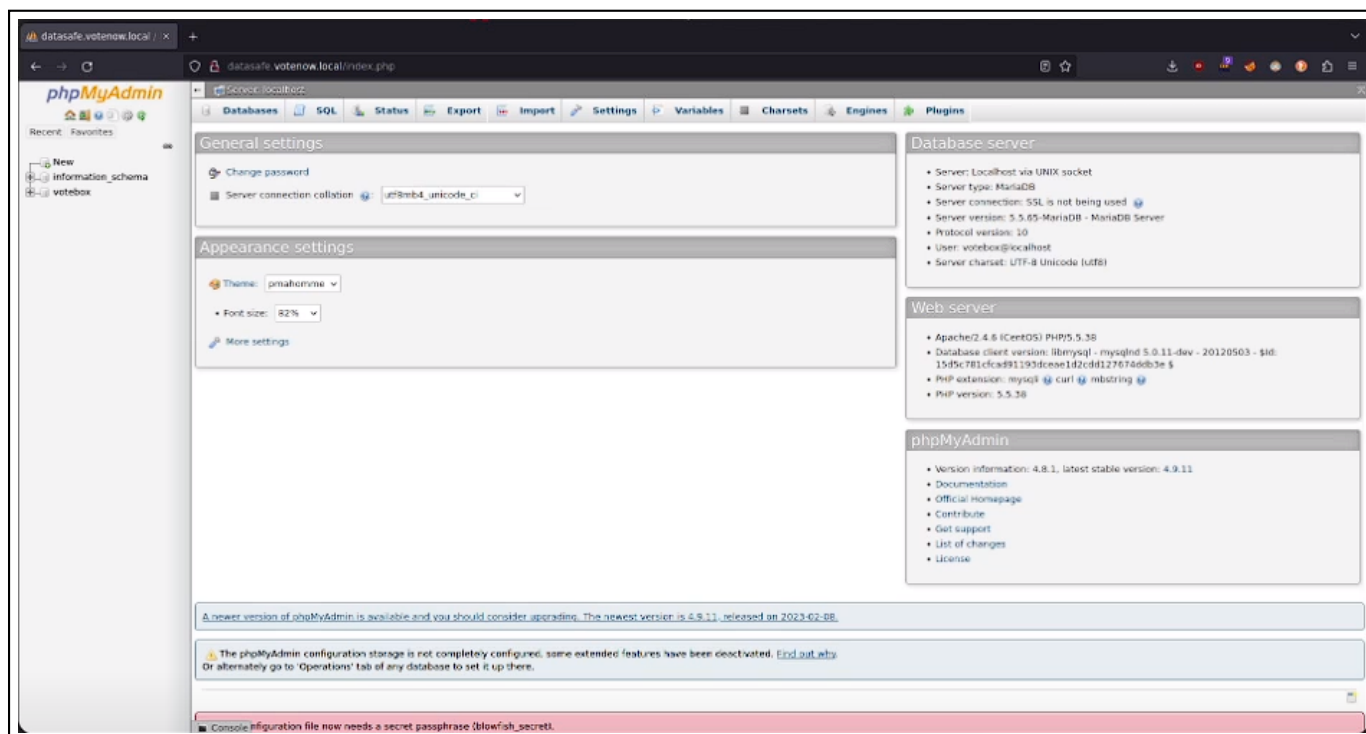 datasafe.votenow.local /
datasafe.votenow.local/index.php
phpMyAdmin
Recent Favorites
New
information_schema
votebox
Server: localhost
Databases SQL Status Export Import Settings Variables Charsets Engines Plugins
General settings
Change password
Server connection collation : utf8mb4_unicode_ci
Appearance settings
Theme: pmahomme
• Font size: 82%
More settings
Database server
• Server: Localhost via UNIX socket
• Server type: MariaDB
• Server connection: SSL is not being used
• Server version: 5.5.65-MariaDB - MariaDB Server
• Protocol version: 10
• User: votebox@localhost
• Server charset: UTF-8 Unicode (utf8)
Web server
• Apache/2.4.6 (CentOS) PHP/5.5.38
• Database client version: libmysql - mysqlnd 5.0.11-dev - 20120503 - $Id:
$
• PHP extension: mysqli curl mbstring
• PHP version: 5.5.38
phpMyAdmin
• Version information: 4.8.1, latest stable version: 4.9.11
• Documentation
• Official Homepage
• Contribute
• Get support
• List of changes
• License
A newer version of phpMyAdmin is available and you should consider upgrading. The newest version is 4.9.11, released on 2023-02-08.
The phpMyAdmin configuration storage is not completely configured, some extended features have been deactivated. Find out why.
Or alternately go to 'Operations' tab of any database to set it up there.
Console nfiguration file now needs a secret passphrase (blowfish_secret).